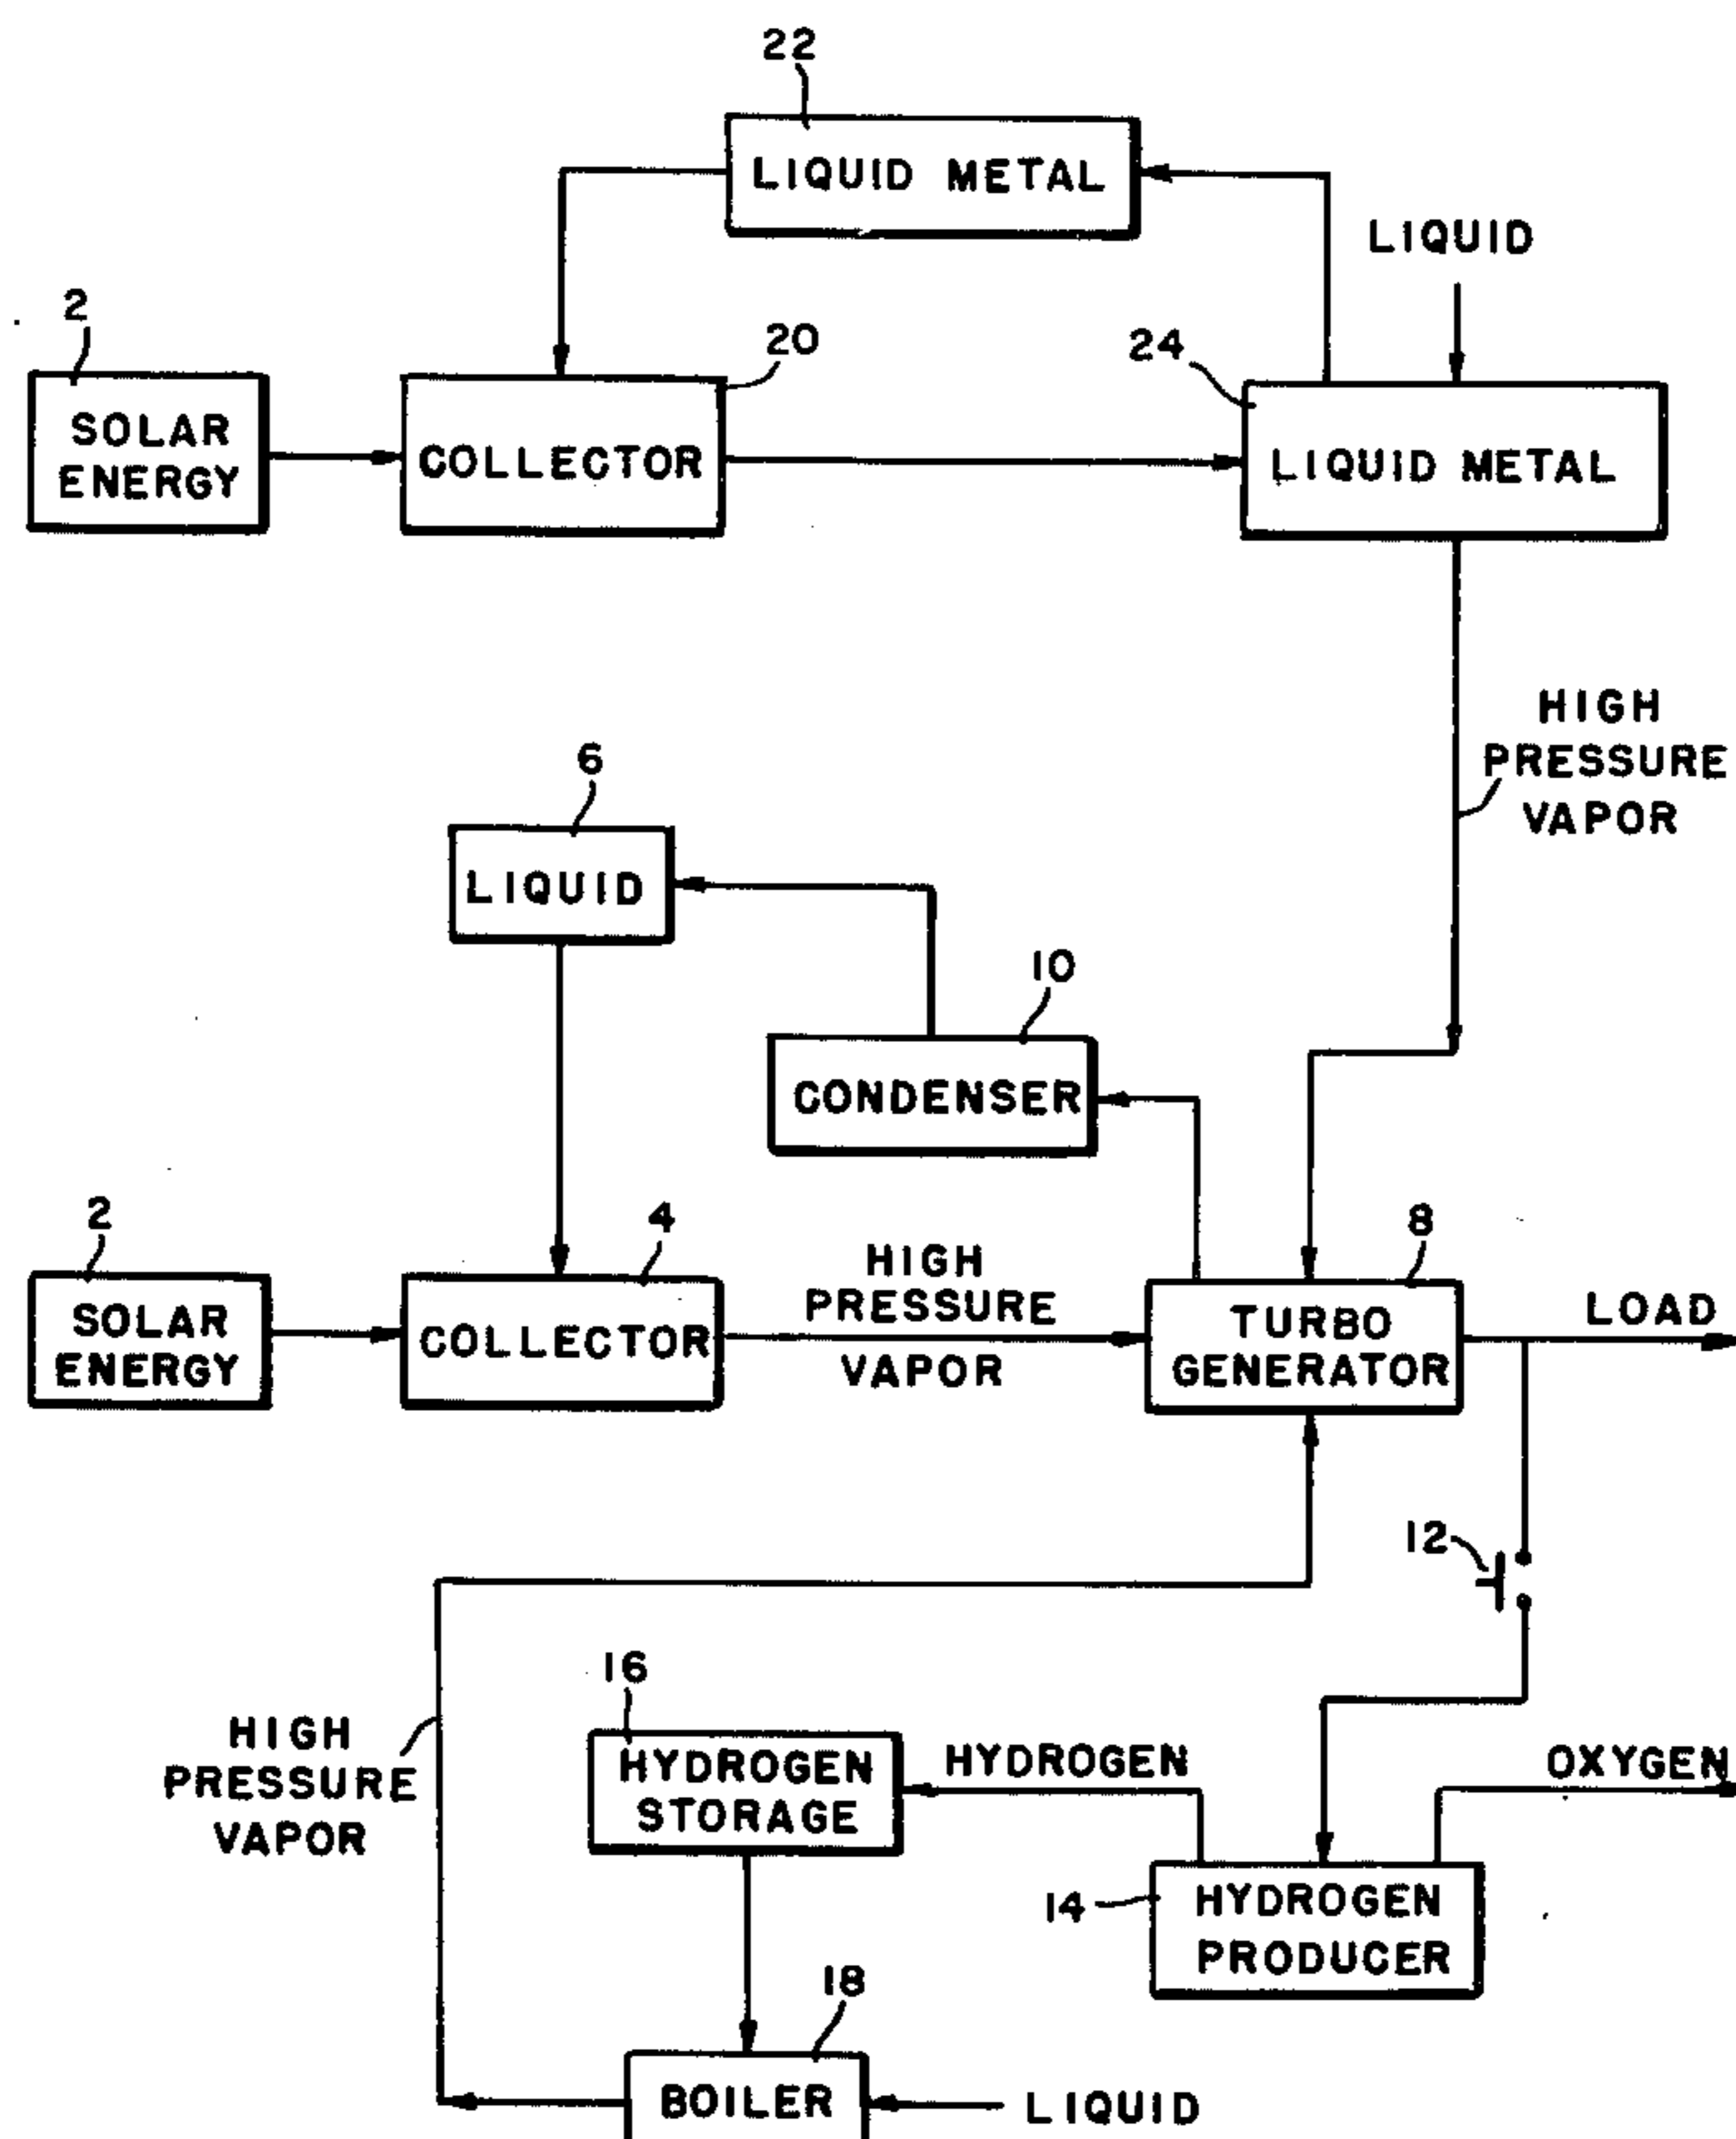 22
LIQUID METAL
LIQUID
2
20
24
SOLAR
ENERGY
COLLECTOR
LIQUID METAL
HIGH
PRESSURE
VAPOR
6
LIQUID
10
CONDENSER
2
4
8
SOLAR
ENERGY
COLLECTOR
HIGH
PRESSURE
VAPOR
TURBO
GENERATOR
LOAD
12
16
HIGH
PRESSURE
VAPOR
HYDROGEN
STORAGE
HYDROGEN
OXYGEN
14
HYDROGEN
PRODUCER
18
BOILER
LIQUID